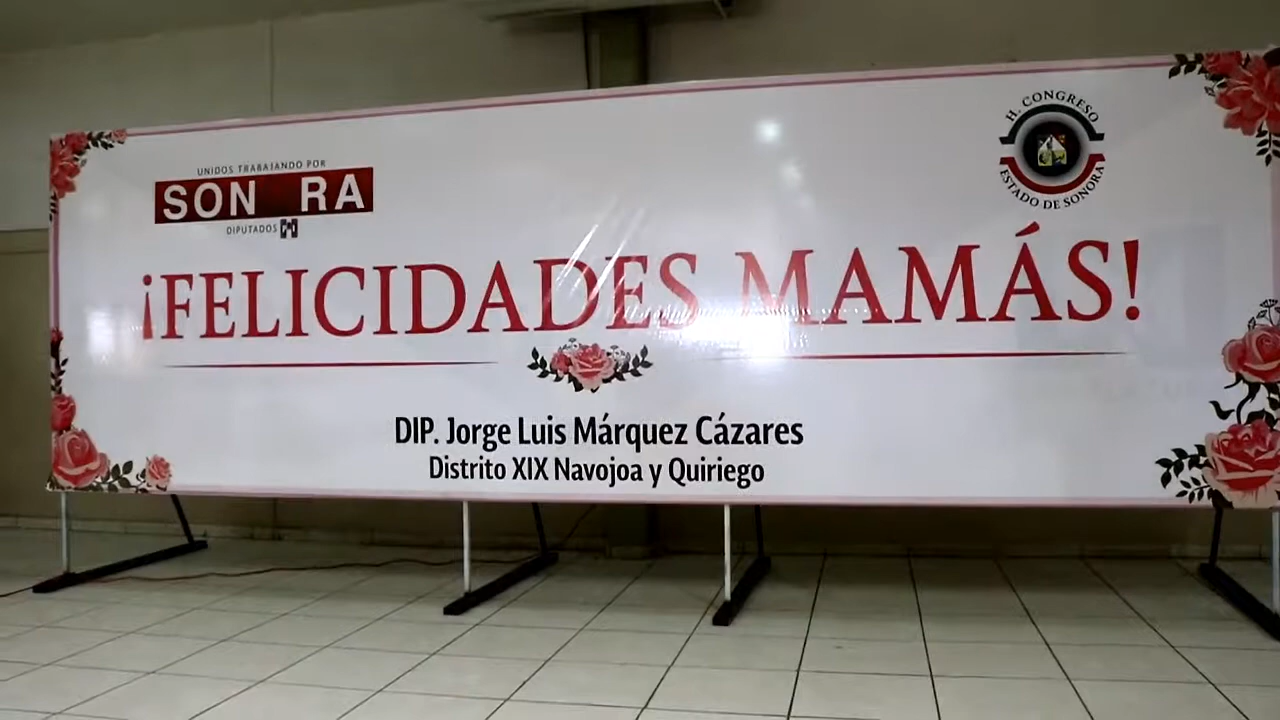 UNIDOS TRABAJANDO POR
SON RA
DIPUTADOS PRI
H. CONGRESO
ESTADO DE SONORA
¡FELICIDADES MAMÁS!
DIP. Jorge Luis Márquez Cázares
Distrito XIX Navojoa y Quiriego